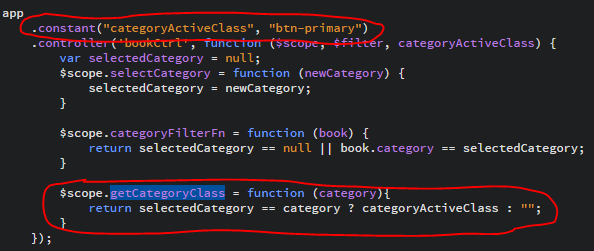 app
.constant("categoryActiveClass", "btn-primary")
.controller('bookCtrl', function ($scope, $filter, categoryActiveClass) {
var selectedCategory = null;
$scope.selectCategory = function (newCategory) {
selectedCategory = newCategory;
}
$scope.categoryFilterFn = function (book) {
return selectedCategory == null || book.category == selectedCategory;
}
$scope.getCategoryClass = function (category){
return selectedCategory == category ? categoryActiveClass : "";
}
});